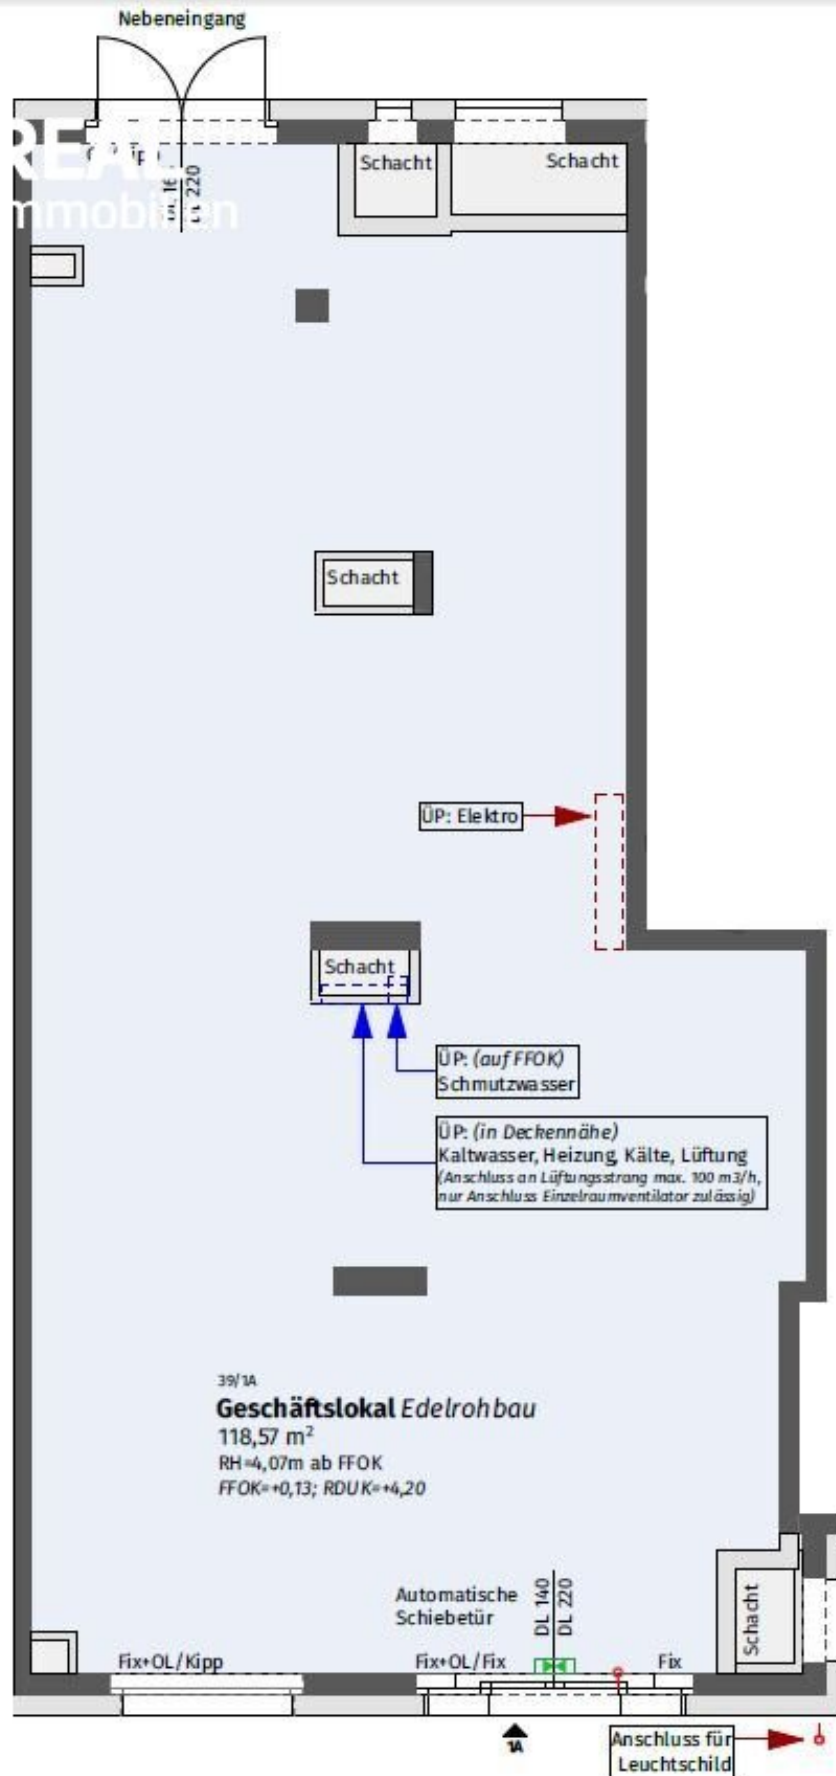 Nebeneingang
REAL
mmobilien
DL 220
Schacht
Schacht
Schacht
ÜP: Elektro
Schacht
ÜP: (auf FFOK)
Schmutzwasser
ÜP: (in Deckennähe)
Kaltwasser, Heizung, Kälte, Lüftung
(Anschluss an Lüftungsstrang max. 100 m3/h,
nur Anschluss Einzelraumventilator zulässig)
39/1A
Geschäftslokal Edelrohbau
118,57 m²
RH=4,07m ab FFOK
FFOK=+0,13; RDUK=+4,20
Automatische
Schiebetür
DL 140
DL 220
Schacht
Fix+OL/Kipp
Fix+OL/Fix
Fix
1A
Anschluss für
Leuchtschild